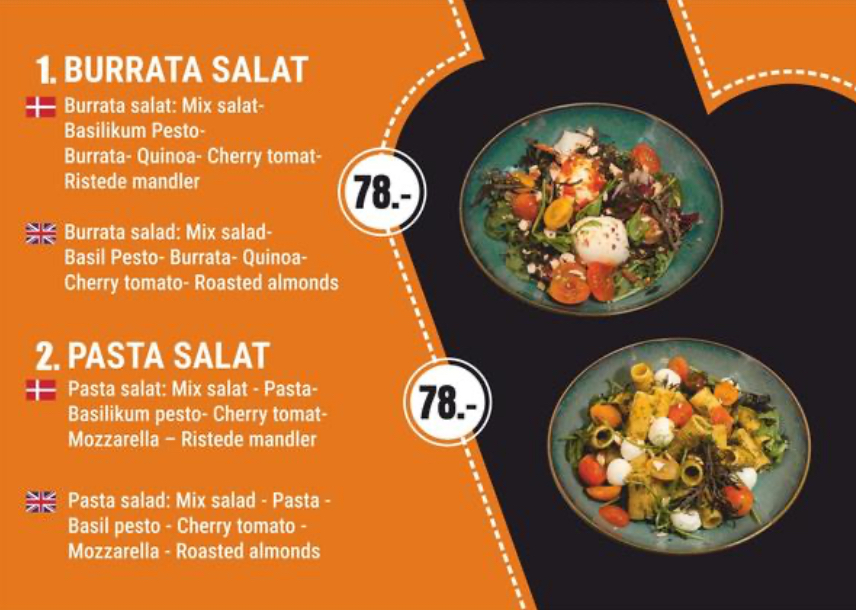 1. BURRATA SALAT
Burrata salat: Mix salat-
Basilikum Pesto-
Burrata- Quinoa- Cherry tomat-
Ristede mandler
78.-
Burrata salad: Mix salad-
Basil Pesto- Burrata- Quinoa-
Cherry tomato- Roasted almonds
2. PASTA SALAT
Pasta salat: Mix salat - Pasta-
Basilikum pesto- Cherry tomat-
Mozzarella – Ristede mandler
78.-
Pasta salad: Mix salad - Pasta -
Basil pesto - Cherry tomato -
Mozzarella - Roasted almonds